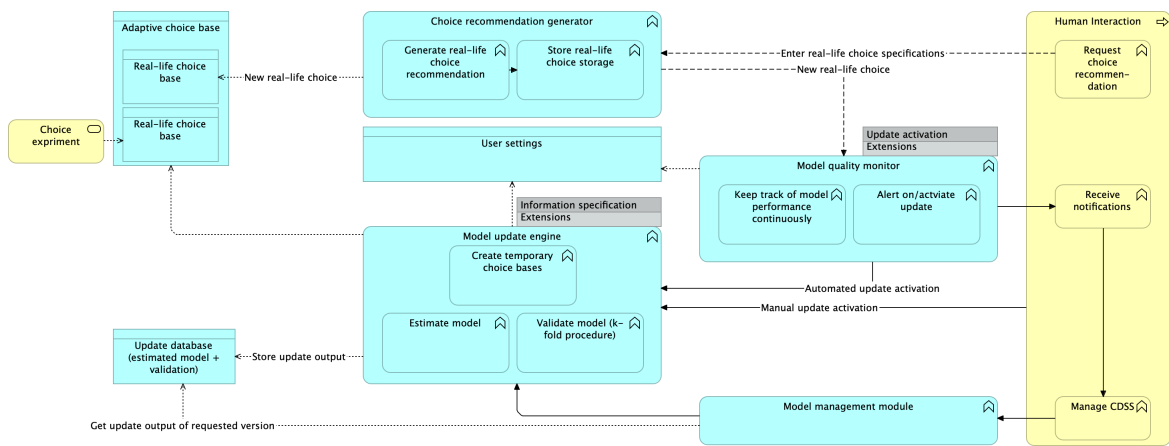 Adaptive choice base
Real-life choice
base
Real-life choice
base
Choice
expriment
Choice recommendation generator
Generate real-life
choice
recommendation
Store real-life
choice storage
New real-life choice
Enter real-life choice specifications
New real-life choice
Human Interaction
Request
choice
recommen-
dation
User settings
Update activation
Extensions
Model quality monitor
Keep track of model
performance
continuously
Alert on/actviate
update
Receive
notifications
Information specification
Extensions
Model update engine
Create temporary
choice bases
Estimate model
Validate model (k-
fold procedure)
Automated update activation
Manual update activation
Update database
(estimated model +
validation)
Store update output
Get update output of requested version
Model management module
Manage CDSS